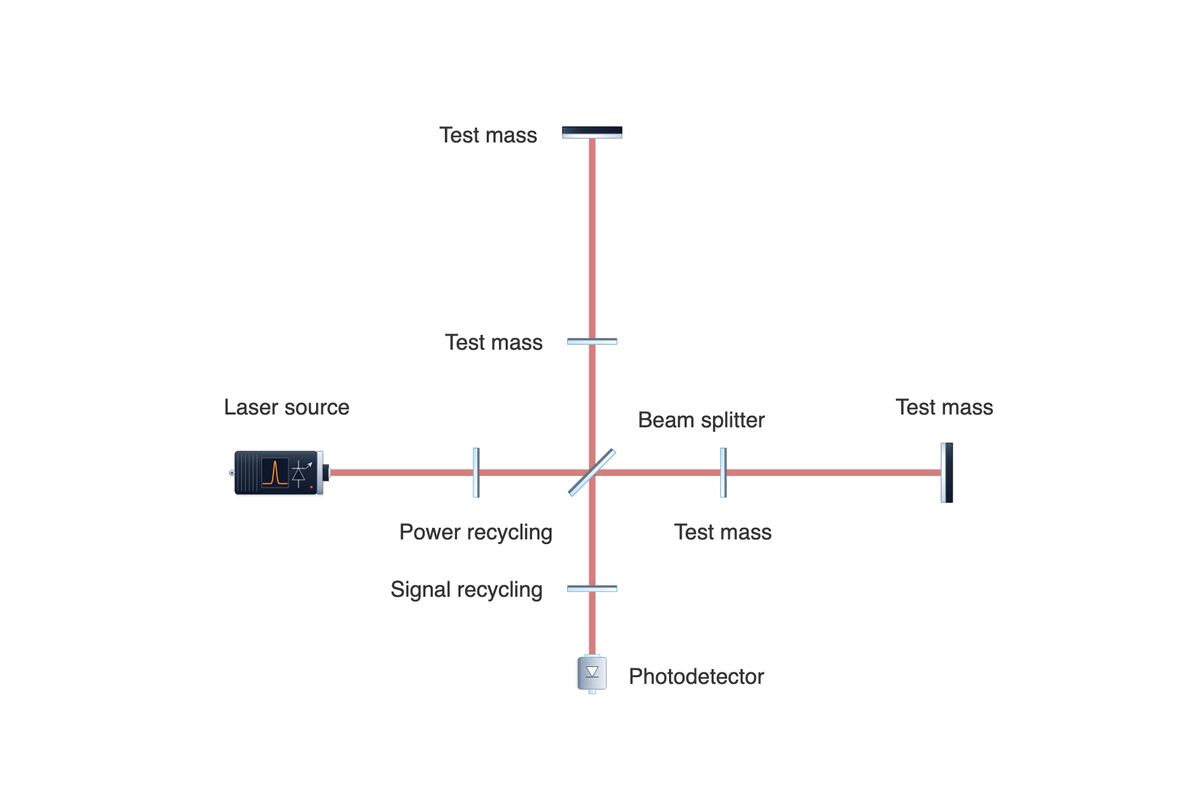 Test mass
Test mass
Laser source
Test mass
Beam splitter
Power recycling
Test mass
Signal recycling
Photodetector